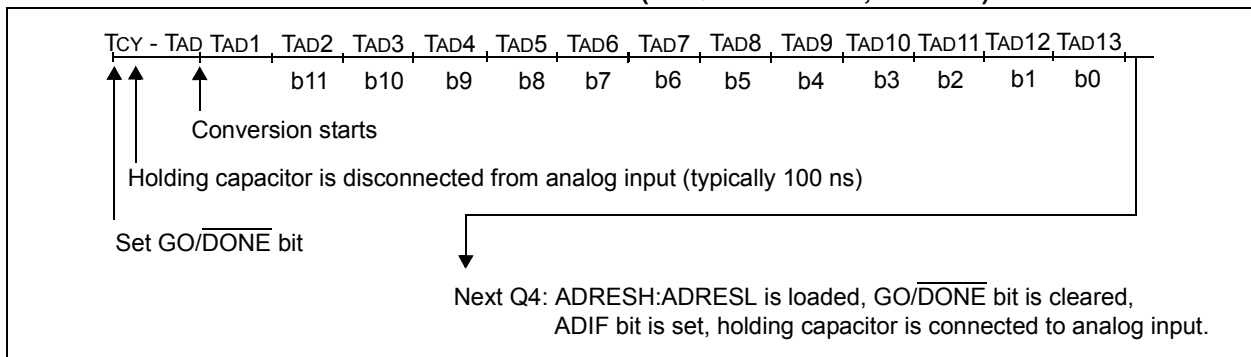 TCY - TAD TAD1 TAD2 TAD3 TAD4 TAD5 TAD6 TAD7 TAD8 TAD9 TAD10 TAD11 TAD12 TAD13
b11 b10 b9 b8 b7 b6 b5 b4 b3 b2 b1 b0
Conversion starts
Holding capacitor is disconnected from analog input (typically 100 ns)
Set GO/DONE bit
Next Q4: ADRESH:ADRESL is loaded, GO/DONE bit is cleared,
ADIF bit is set, holding capacitor is connected to analog input.